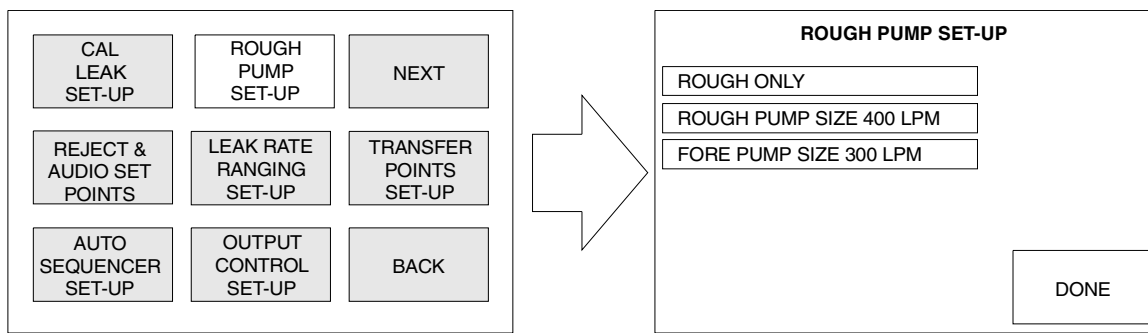 CAL
LEAK
SET-UP
ROUGH
PUMP
SET-UP
NEXT
REJECT &
AUDIO SET
POINTS
LEAK RATE
RANGING
SET-UP
TRANSFER
POINTS
SET-UP
AUTO
SEQUENCER
SET-UP
OUTPUT
CONTROL
SET-UP
BACK
ROUGH PUMP SET-UP
ROUGH ONLY
ROUGH PUMP SIZE 400 LPM
FORE PUMP SIZE 300 LPM
DONE